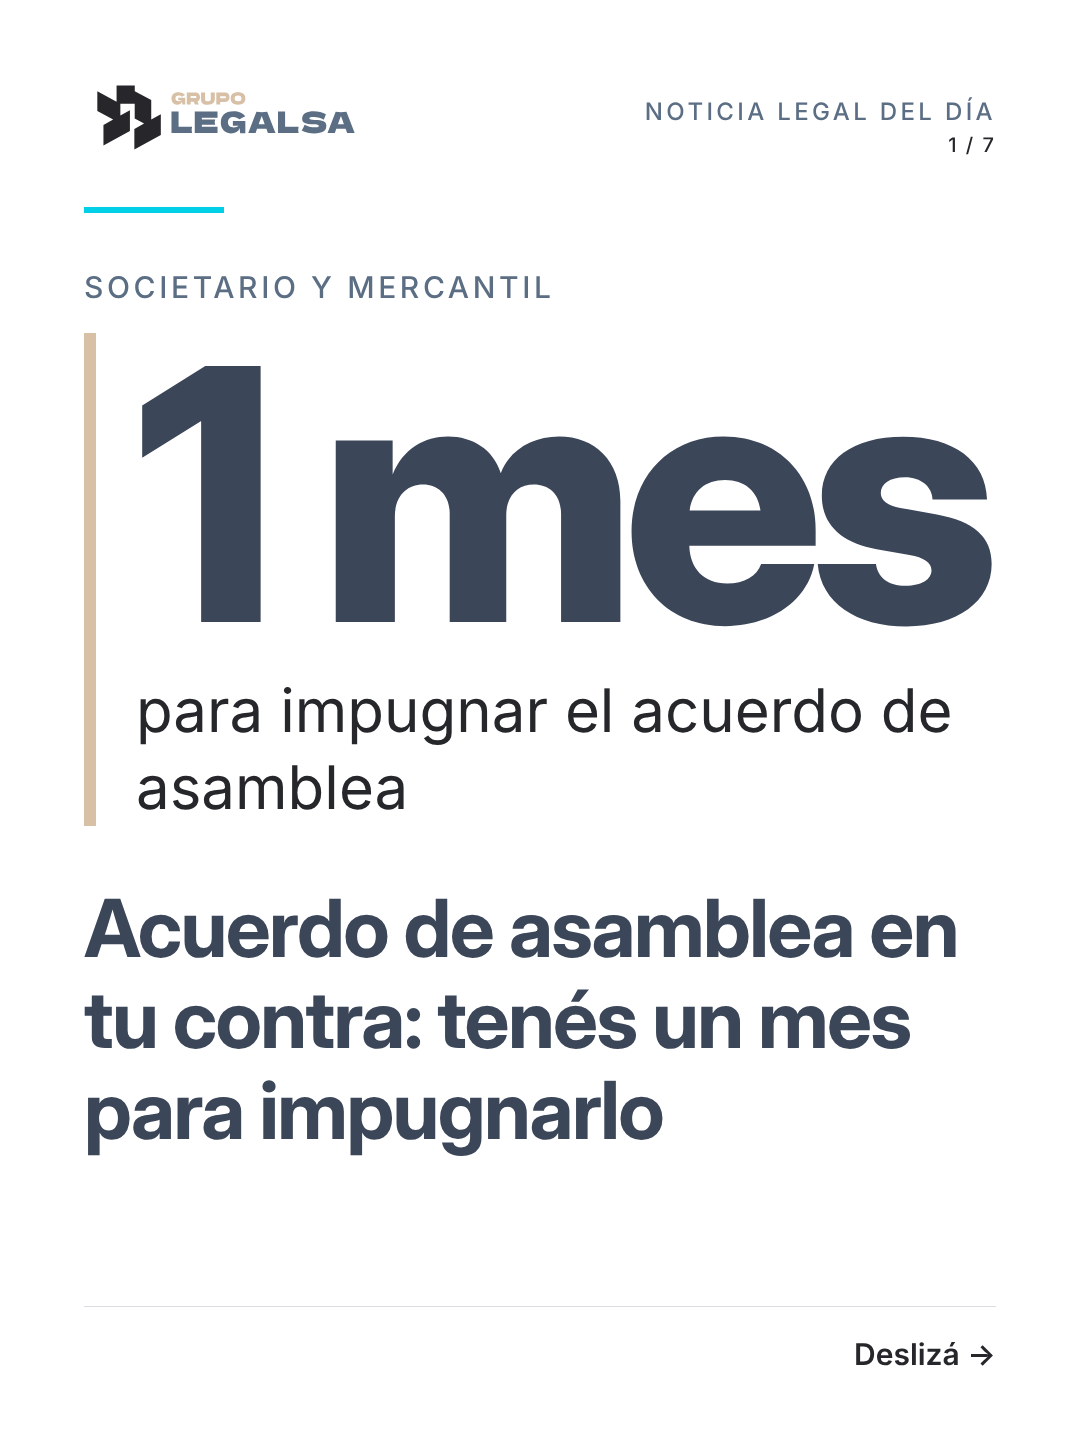 GRUPO
LEGALSA
NOTICIA LEGAL DEL DÍA
1 / 7
SOCIETARIO Y MERCANTIL
1 mes
para impugnar el acuerdo de
asamblea
Acuerdo de asamblea en
tu contra: tenés un mes
para impugnarlo
Deslizá →